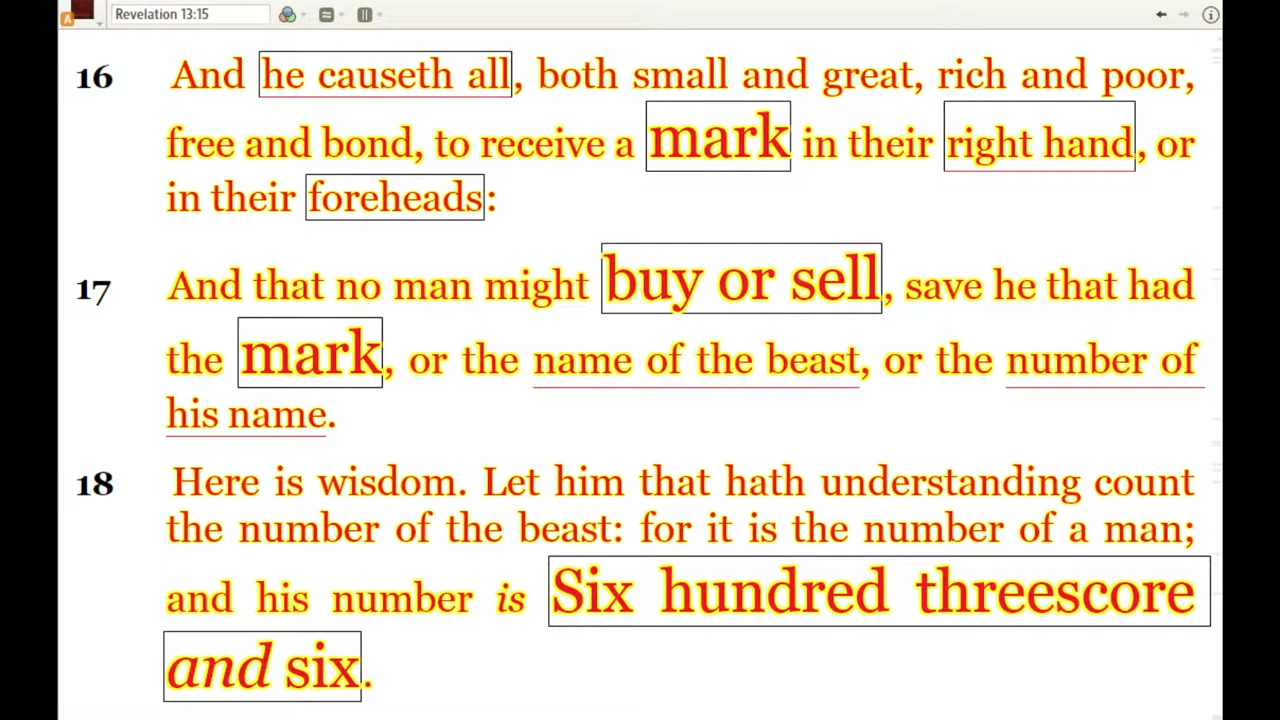 A
Revelation 13:15
16 And he causeth all, both small and great, rich and poor,
free and bond, to receive a mark in their right hand, or
in their foreheads:
17 And that no man might buy or sell, save he that had
the mark, or the name of the beast, or the number of
his name.
18 Here is wisdom. Let him that hath understanding count
the number of the beast: for it is the number of a man;
and his number is Six hundred threescore
and six.